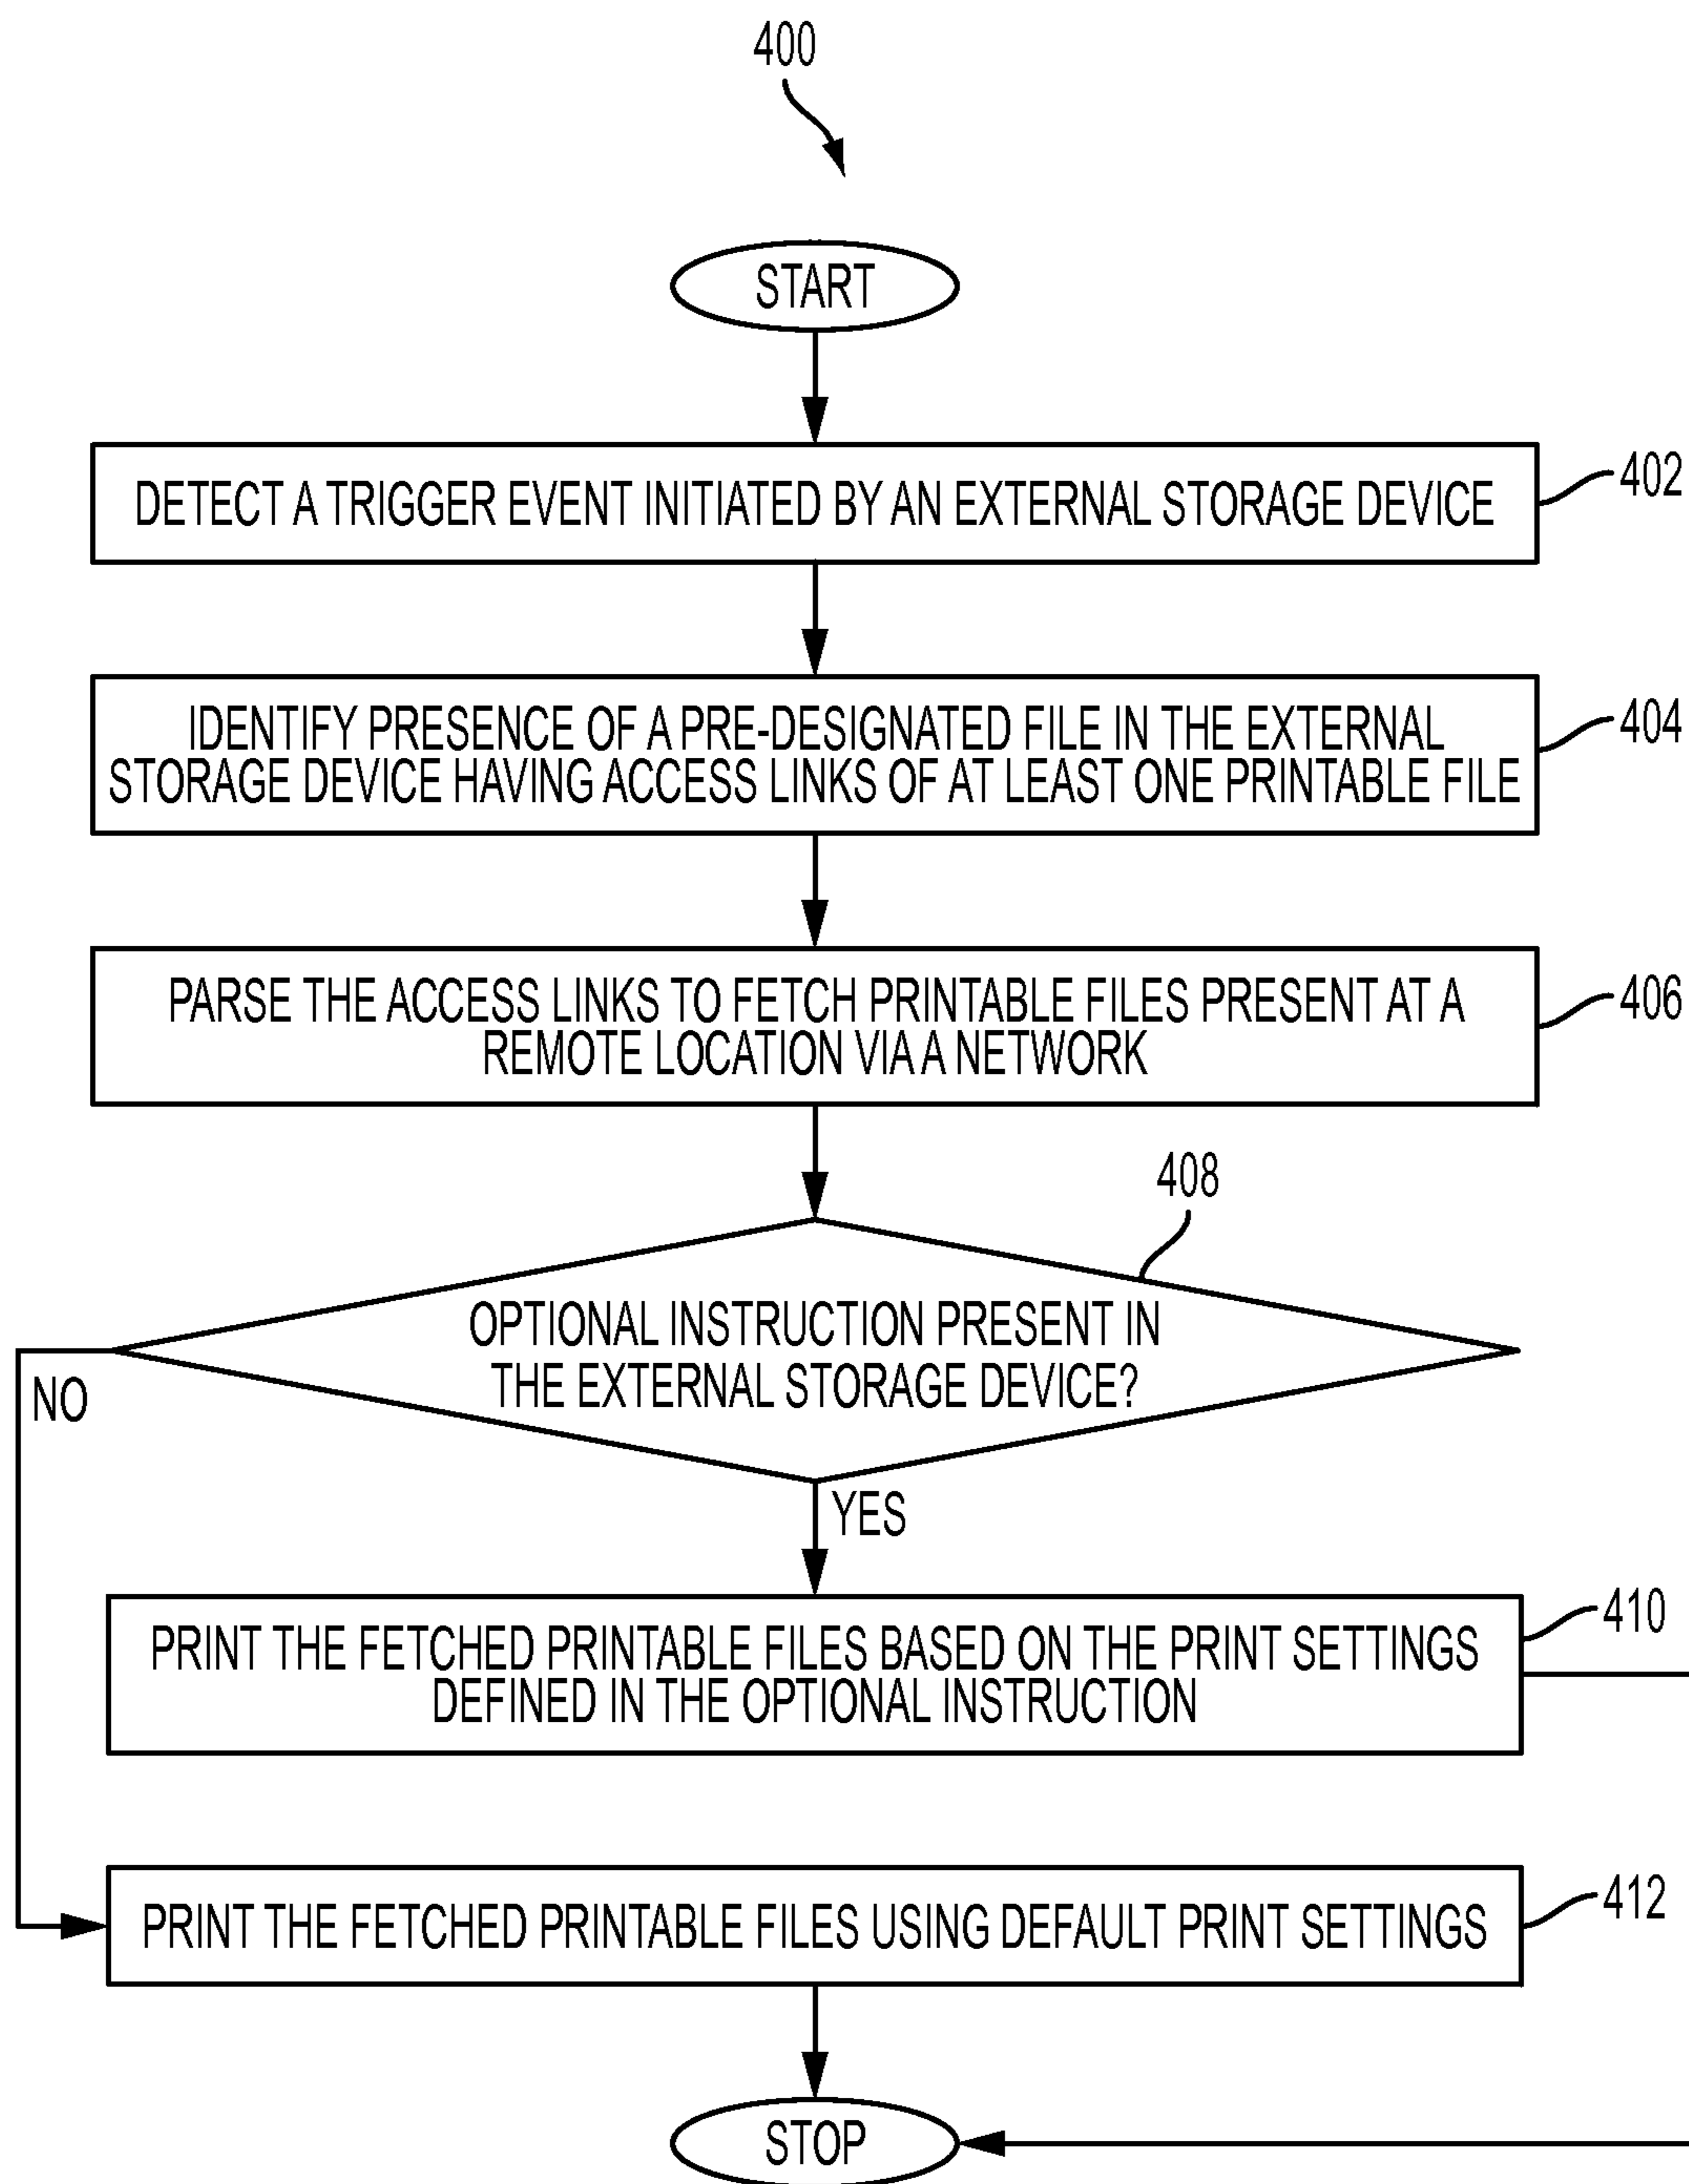 400
START
DETECT A TRIGGER EVENT INITIATED BY AN EXTERNAL STORAGE DEVICE
402
IDENTIFY PRESENCE OF A PRE-DESIGNATED FILE IN THE EXTERNAL
STORAGE DEVICE HAVING ACCESS LINKS OF AT LEAST ONE PRINTABLE FILE
404
PARSE THE ACCESS LINKS TO FETCH PRINTABLE FILES PRESENT AT A
REMOTE LOCATION VIA A NETWORK
406
408
OPTIONAL INSTRUCTION PRESENT IN
THE EXTERNAL STORAGE DEVICE?
NO
YES
PRINT THE FETCHED PRINTABLE FILES BASED ON THE PRINT SETTINGS
DEFINED IN THE OPTIONAL INSTRUCTION
410
PRINT THE FETCHED PRINTABLE FILES USING DEFAULT PRINT SETTINGS
412
STOP